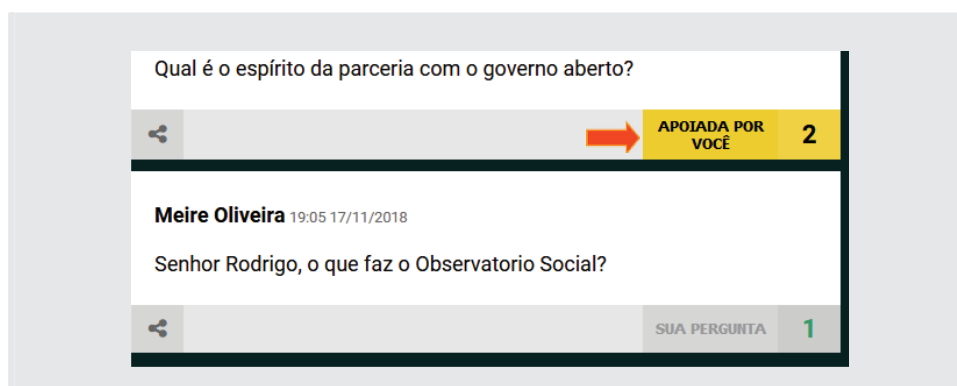 Qual é o espírito da parceria com o governo aberto?
APOIADA POR
VOCÊ
2
Meire Oliveira 19:05 17/11/2018
Senhor Rodrigo, o que faz o Observatorio Social?
SUA PERGUNTA 1